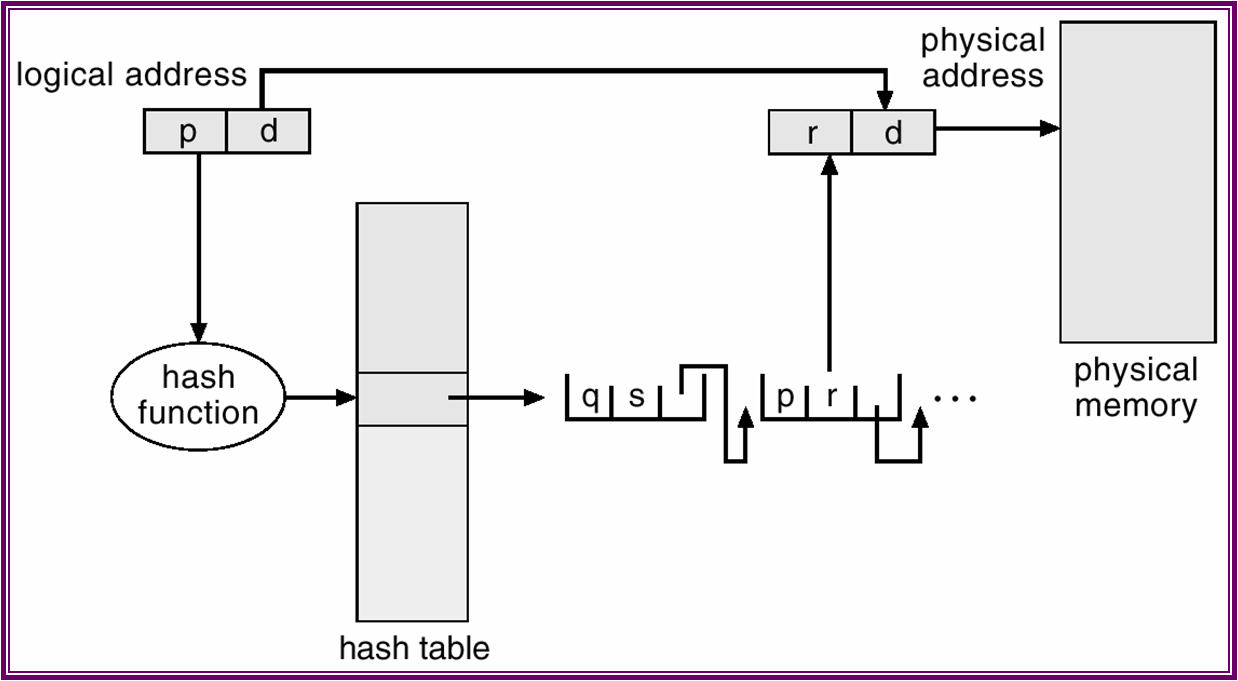 logical address
p d
physical
address
r d
hash
function
q s
p r
...
physical
memory
hash table